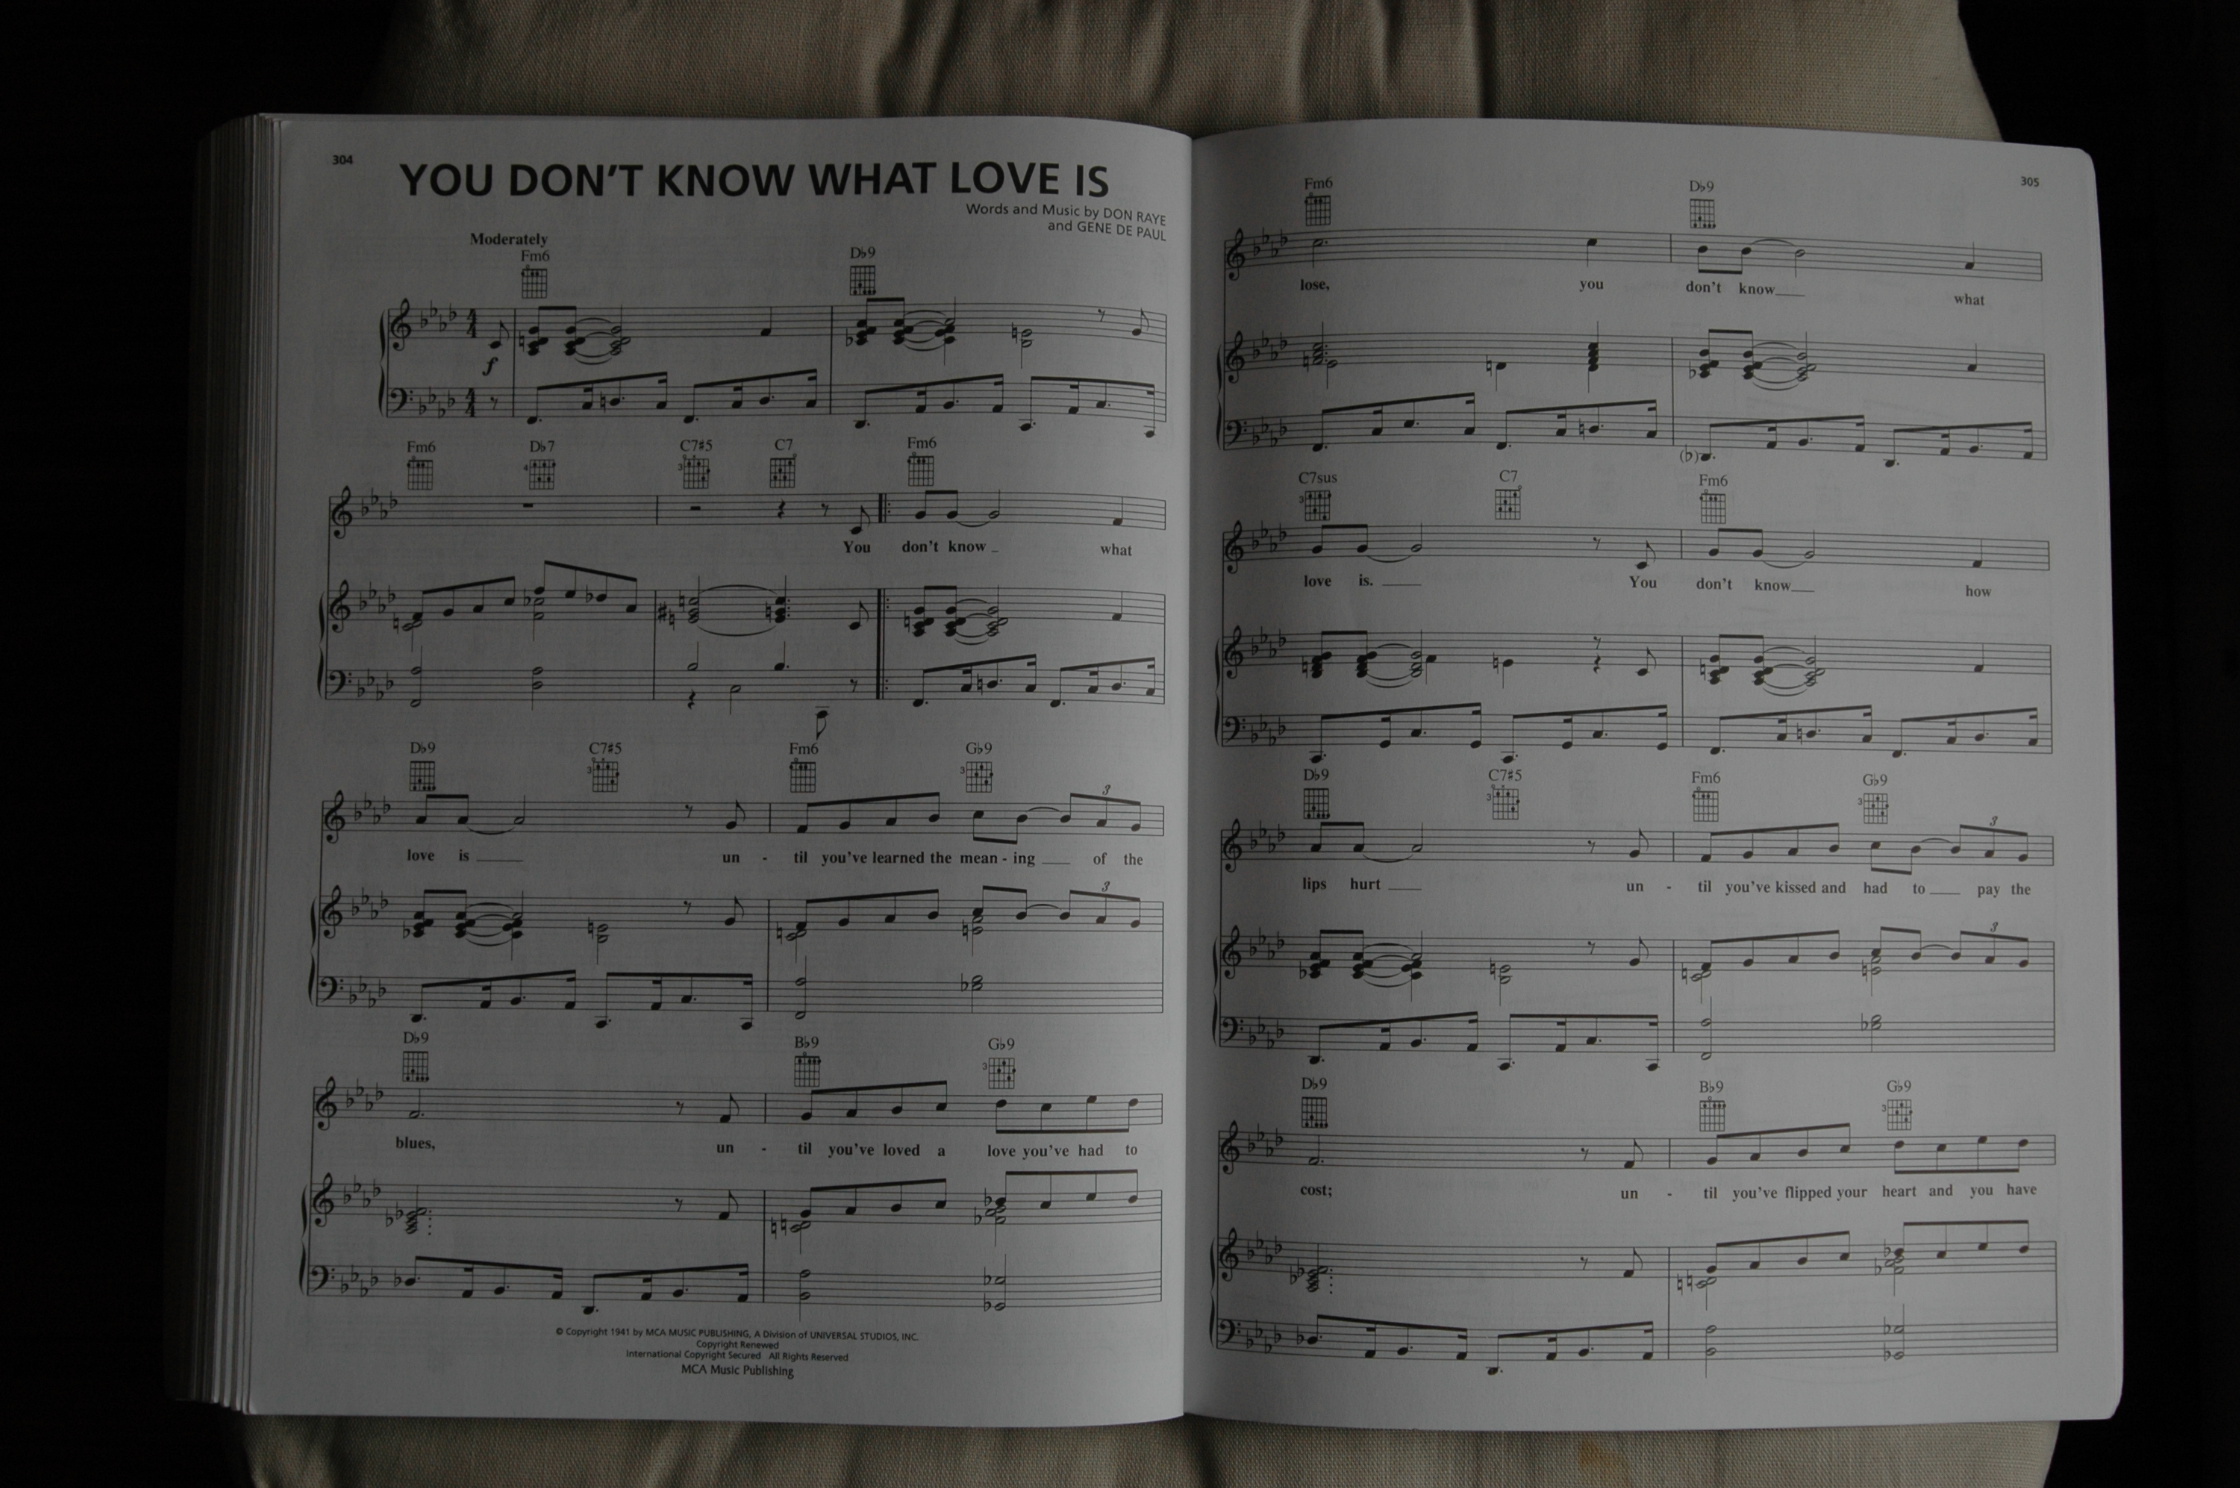 304
YOU DON'T KNOW WHAT LOVE IS
Words and Music by DON RAYE
and GENE DE PAUL
Moderately
Fm6 D♭9
f
Fm6 D♭7 C7♯5 C7 Fm6
You don't know what
D♭9 C7♯5 Fm6 G♭9
3
love is un - til you've learned the mean - ing of the
3
D♭9 B♭9 G♭9
blues, un - til you've loved a love you've had to
© Copyright 1941 by MCA MUSIC PUBLISHING, A Division of UNIVERSAL STUDIOS, INC.
Copyright Renewed
International Copyright Secured All Rights Reserved
MCA Music Publishing
305
Fm6 D♭9
lose, you don't know what
(♭)
C7sus C7 Fm6
love is. You don't know how
D♭9 C7♯5 Fm6 G♭9
3
lips hurt un - til you've kissed and had to pay the
3
D♭9 B♭9 G♭9
cost; un - til you've flipped your heart and you have